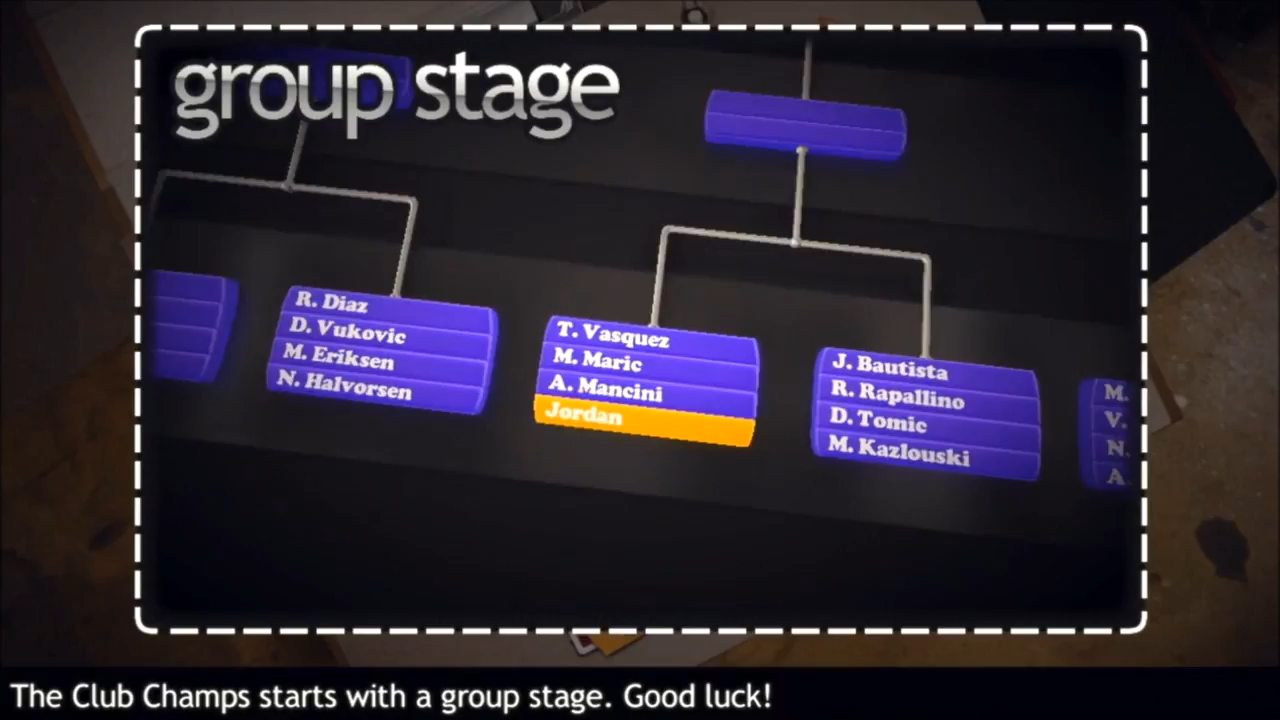 group stage
R. Diaz
D. Vukovic
M. Eriksen
N. Halvorsen
T. Vasquez
M. Maric
A. Mancini
Jordan
J. Bautista
R. Rapallino
D. Tomic
M. Kazlouski
M.
V.
N.
A
The Club Champs starts with a group stage. Good luck!